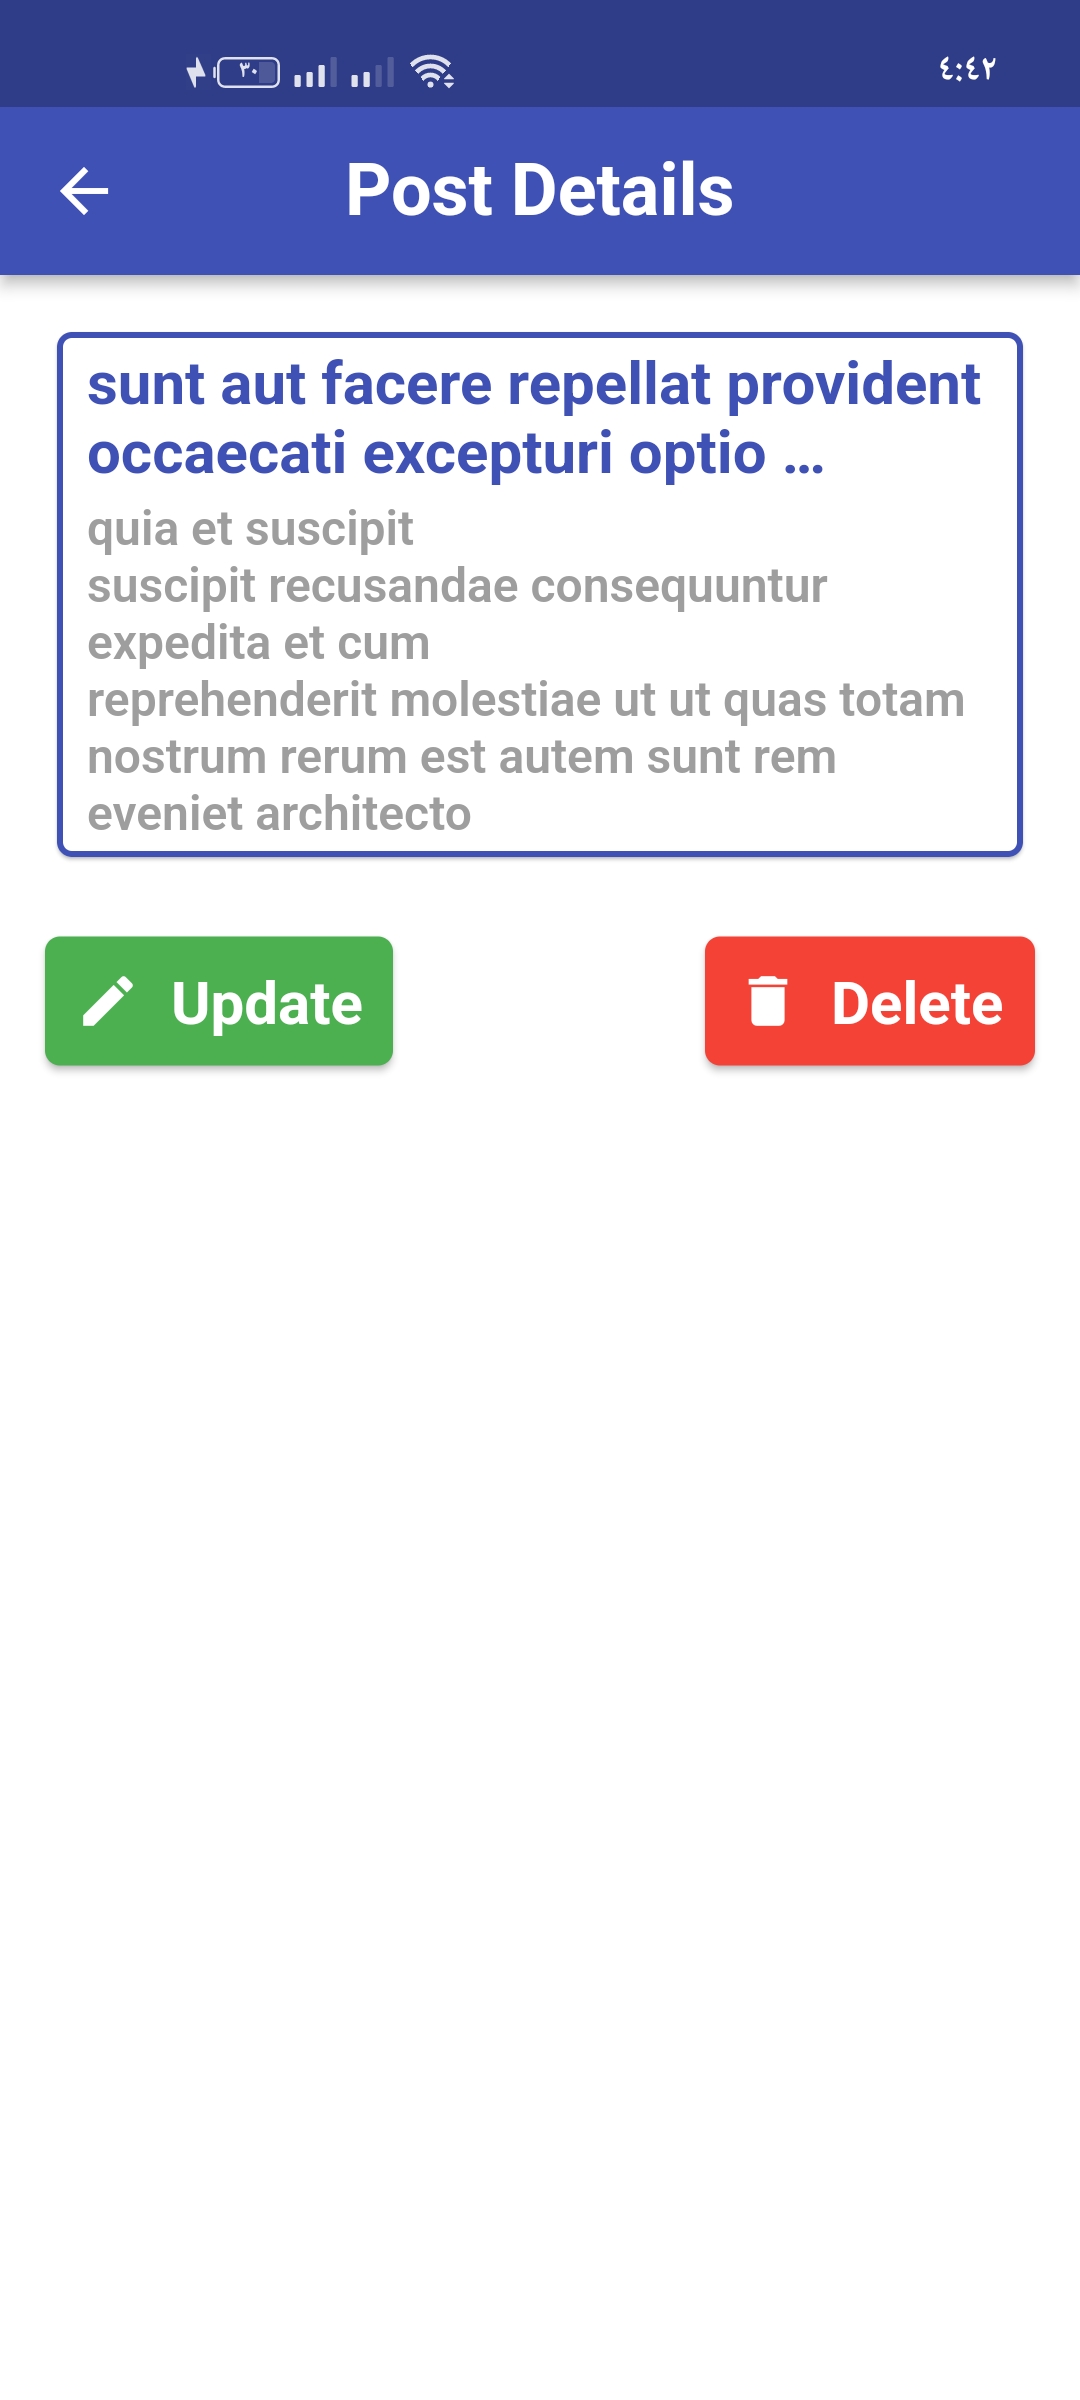 ٣٠
٤:٤٢
Post Details
sunt aut facere repellat provident
occaecati excepturi optio ...
quia et suscipit
suscipit recusandae consequuntur
expedita et cum
reprehenderit molestiae ut ut quas totam
nostrum rerum est autem sunt rem
eveniet architecto
Update
Delete